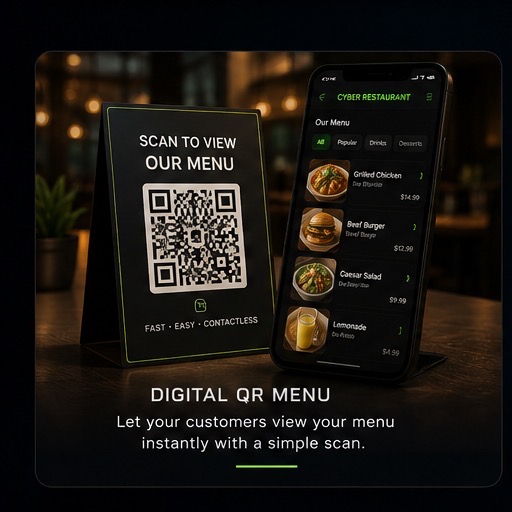 SCAN TO VIEW
OUR MENU
FAST • EASY • CONTACTLESS
CYBER RESTAURANT
Our Menu
All
Popular
Drinks
Desserts
Grilled Chicken
$14.99
Beef Burger
$12.99
Caesar Salad
$9.99
Lemonade
$4.99
DIGITAL QR MENU
Let your customers view your menu
instantly with a simple scan.